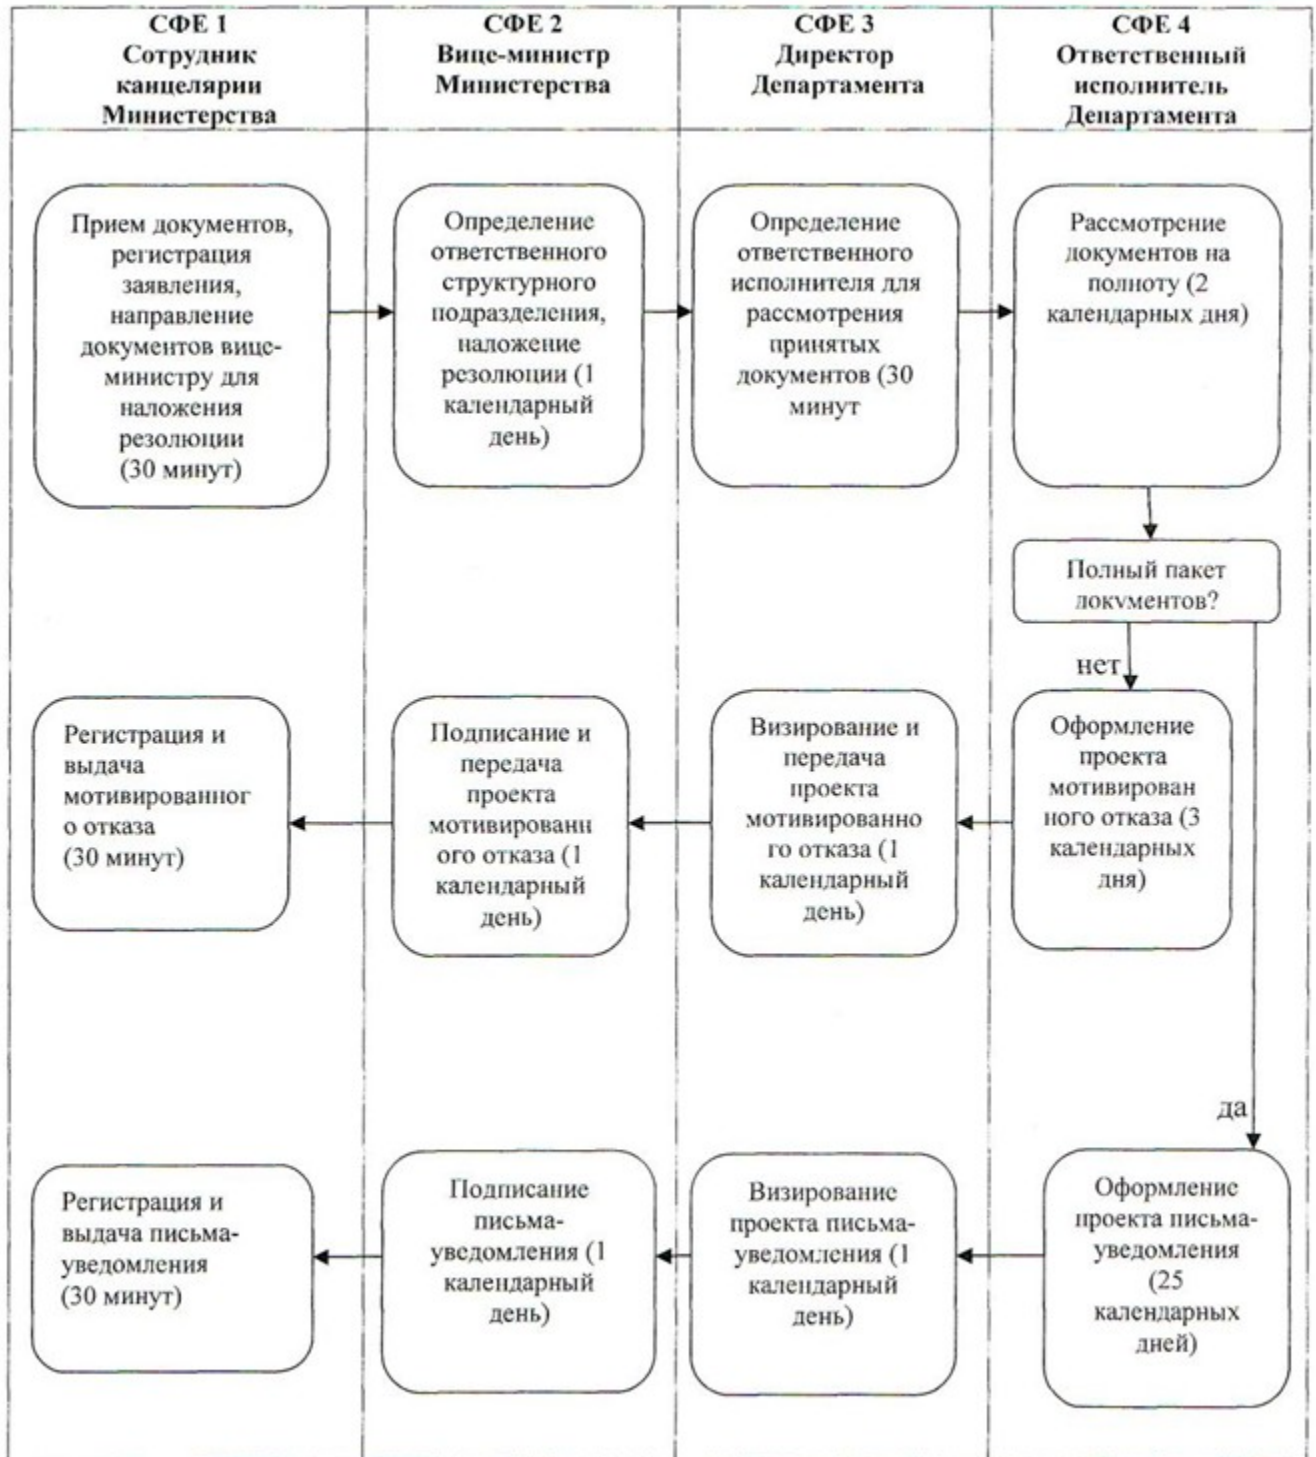 СФЕ 1
Сотрудник
канцелярии
Министерства
СФЕ 2
Вице-министр
Министерства
СФЕ 3
Директор
Департамента
СФЕ 4
Ответственный
исполнитель
Департамента
Прием документов,
регистрация
заявления,
направление
документов вице-
министру для
наложения
резолюции
(30 минут)
Определение
ответственного
структурного
подразделения,
наложение
резолюции (1
календарный
день)
Определение
ответственного
исполнителя для
рассмотрения
принятых
документов (30
минут
Рассмотрение
документов на
полноту (2
календарных дня)
Полный пакет
документов?
нет
Регистрация и
выдача
мотивированног
о отказа
(30 минут)
Подписание и
передача
проекта
мотивированн
ого отказа (1
календарный
день)
Визирование и
передача
проекта
мотивированно
го отказа (1
календарный
день)
Оформление
проекта
мотивирован
ного отказа (3
календарных
дня)
да
Регистрация и
выдача письма-
уведомления
(30 минут)
Подписание
письма-
уведомления (1
календарный
день)
Визирование
проекта письма-
уведомления (1
календарный
день)
Оформление
проекта письма-
уведомления
(25
календарных
дней)